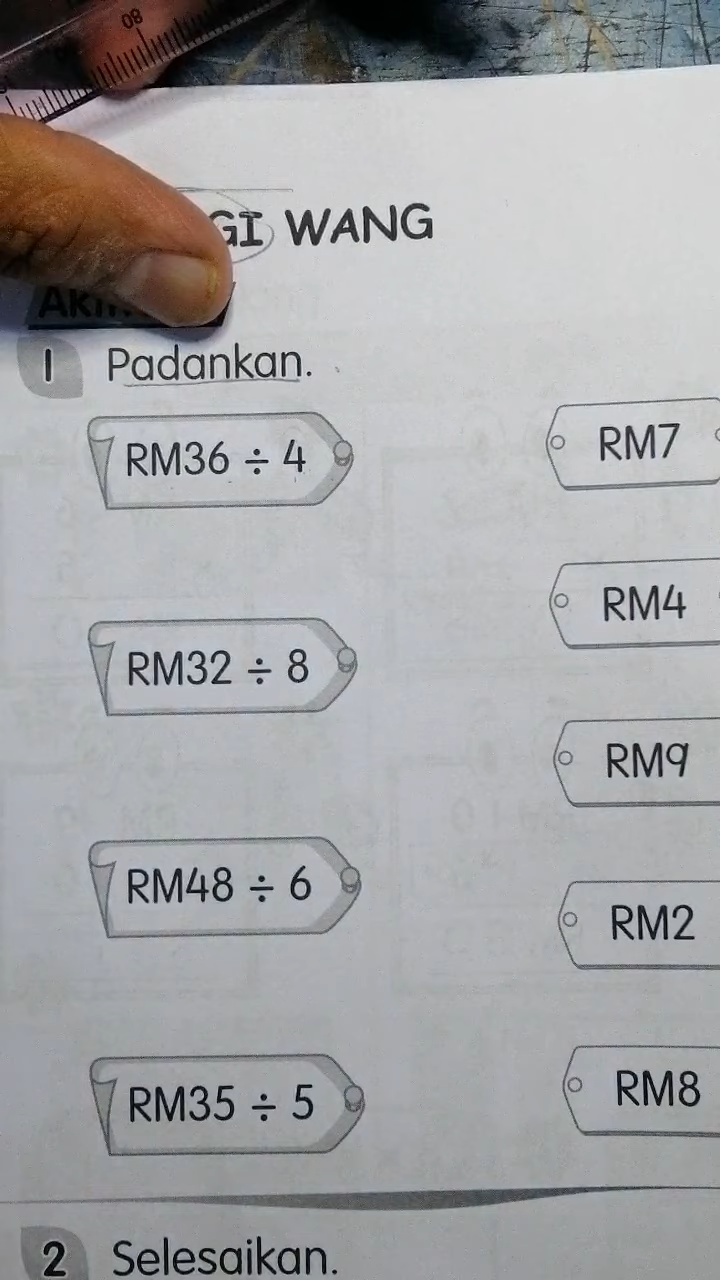 80
GI WANG
1 Padankan.
RM36 ÷ 4
RM7
RM4
RM32 ÷ 8
RM9
RM48 ÷ 6
RM2
RM35 ÷ 5
RM8
2 Selesaikan.